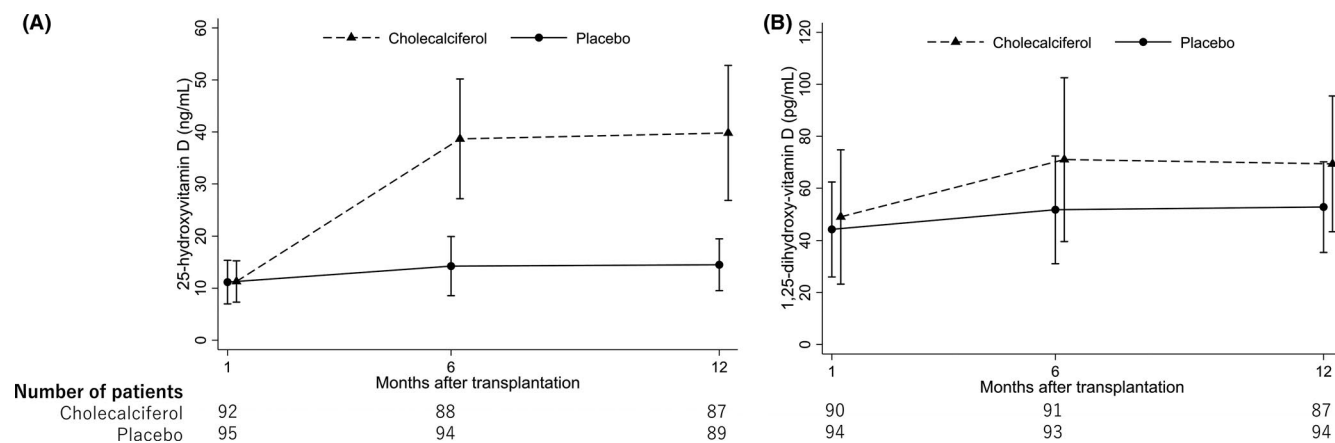 (A)
Cholecalciferol
Placebo
25-hydroxyvitamin D (ng/mL)
60
50
40
30
20
10
0
1
6
12
Months after transplantation
(B)
Cholecalciferol
Placebo
1,25-dihydroxy-vitamin D (pg/mL)
120
100
80
60
40
20
0
1
6
12
Months after transplantation
Number of patients
Cholecalciferol 92 88 87 90 91 87
Placebo 95 94 89 94 93 94